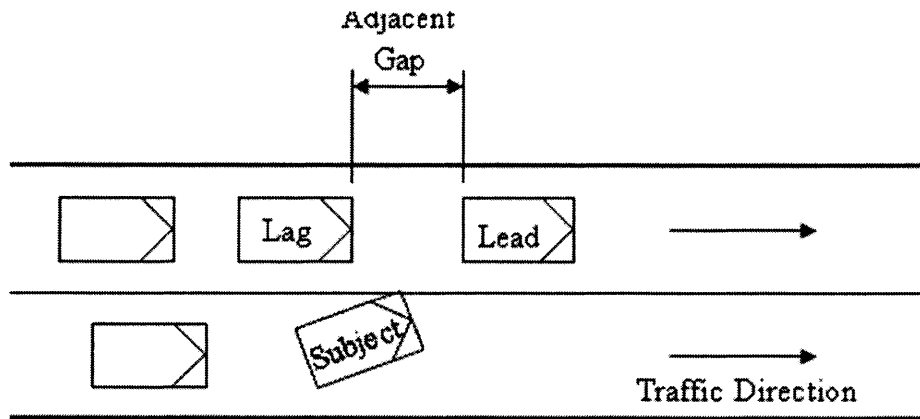 Adjacent
Gap
Lag
Lead
Subject
Traffic Direction